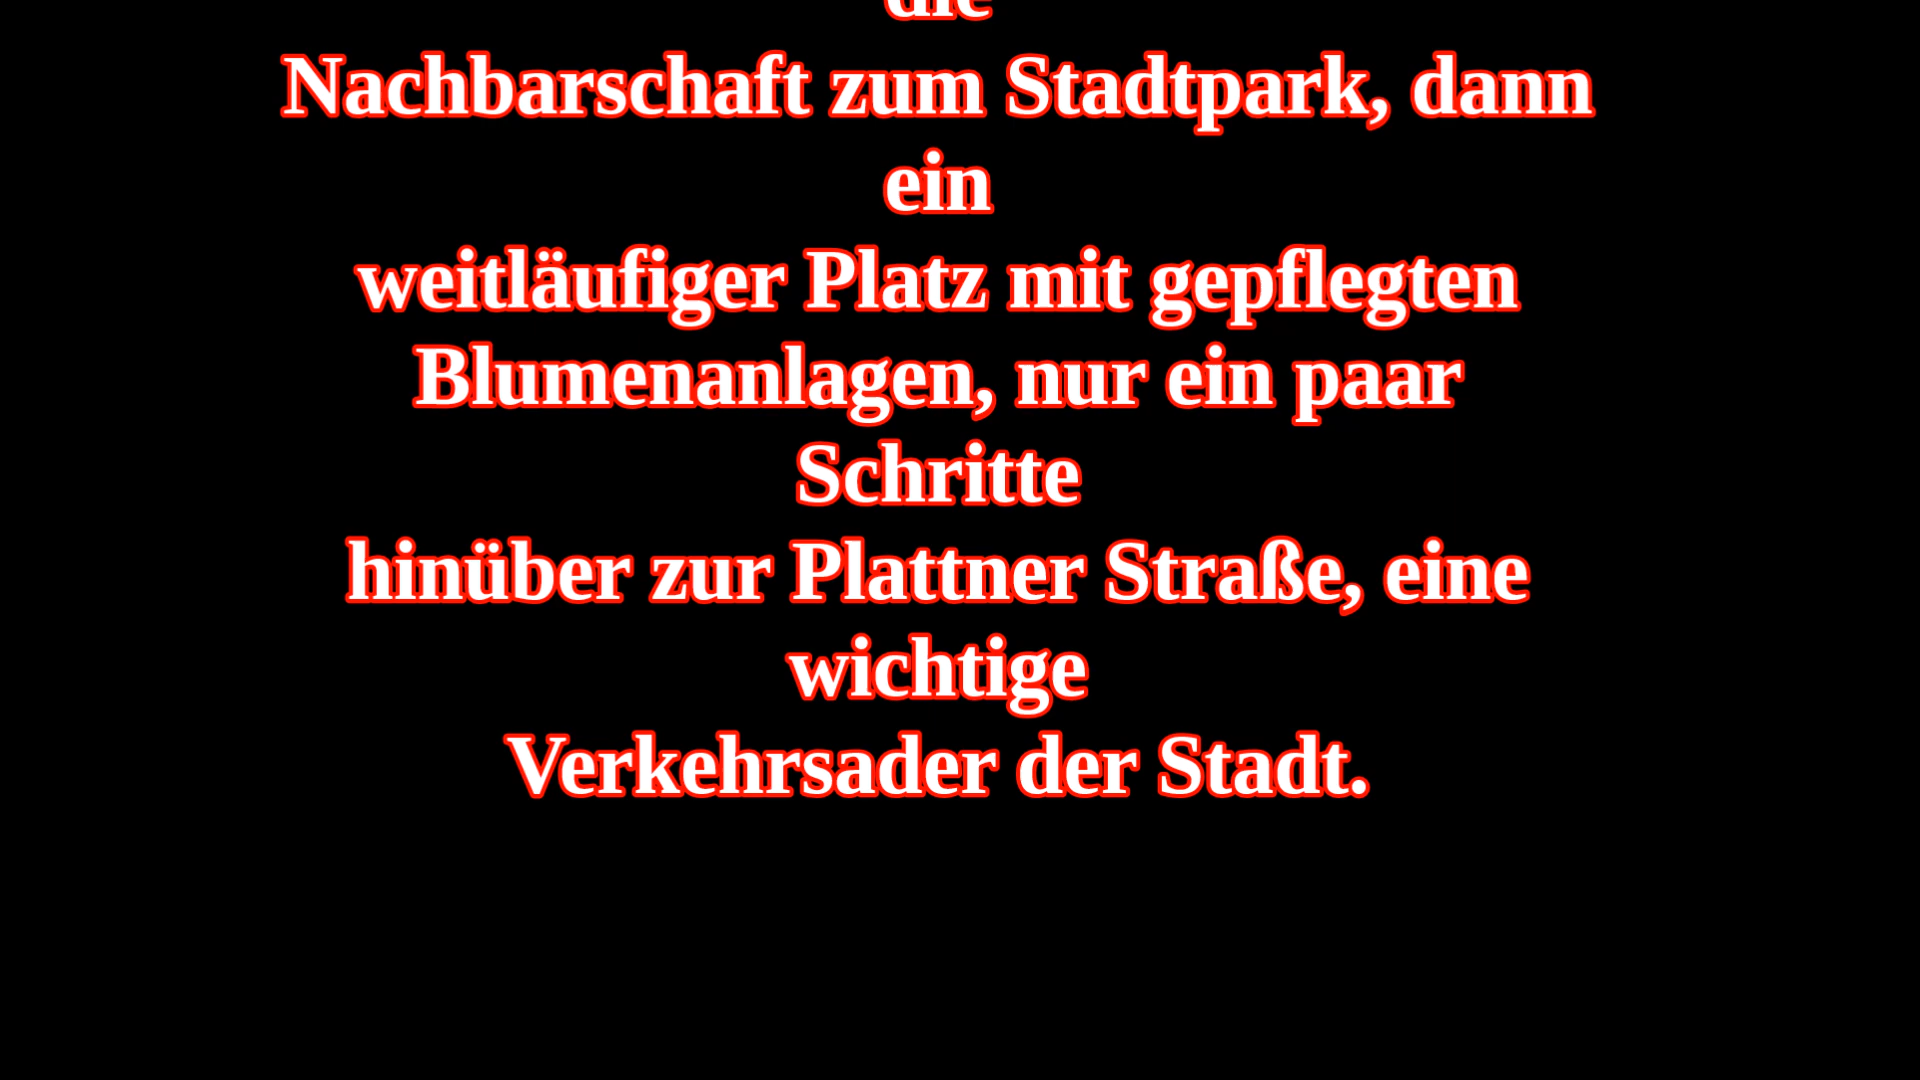 die
Nachbarschaft zum Stadtpark, dann
ein
weitläufiger Platz mit gepflegten
Blumenanlagen, nur ein paar
Schritte
hinüber zur Plattner Straße, eine
wichtige
Verkehrsader der Stadt.